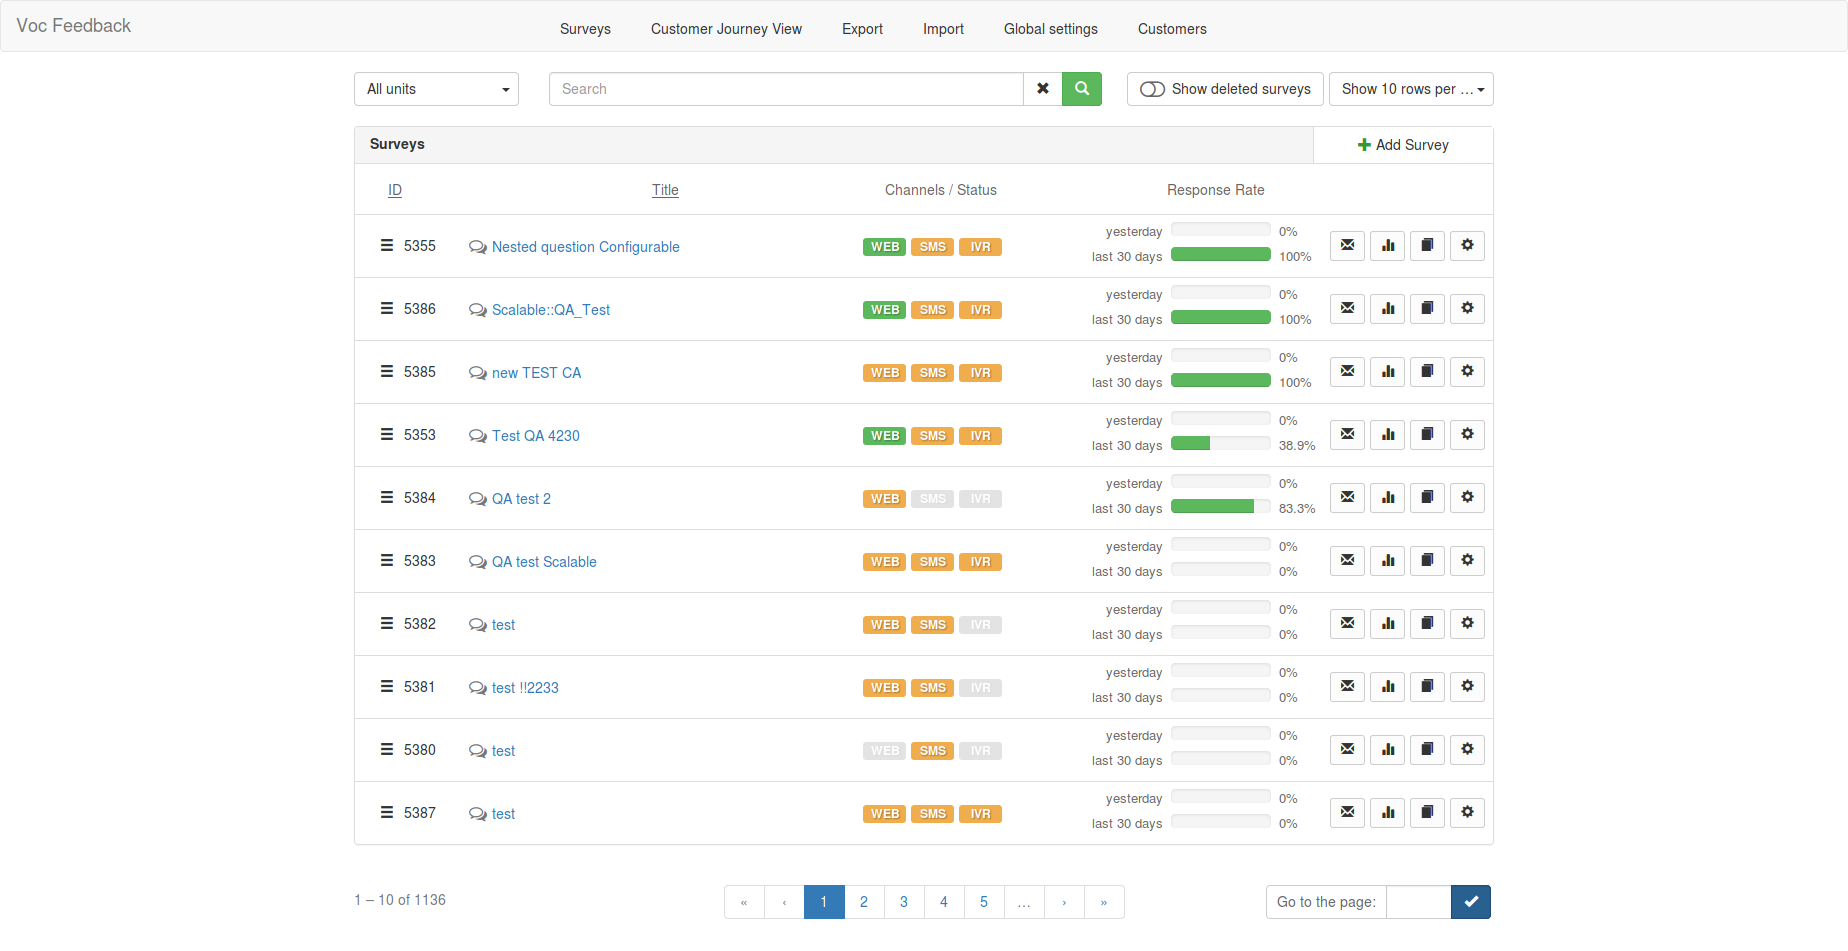 Voc Feedback
Surveys Customer Journey View Export Import Global settings Customers
All units Search Show deleted surveys Show 10 rows per ...
Surveys Add Survey
ID Title Channels / Status Response Rate
yesterday 0%
5355 Nested question Configurable WEB SMS IVR
last 30 days 100%
yesterday 0%
5386 Scalable::QA_Test WEB SMS IVR
last 30 days 100%
yesterday 0%
5385 new TEST CA WEB SMS IVR
last 30 days 100%
yesterday 0%
5353 Test QA 4230 WEB SMS IVR
last 30 days 38.9%
yesterday 0%
5384 QA test 2 WEB SMS IVR
last 30 days 83.3%
yesterday 0%
5383 QA test Scalable WEB SMS IVR
last 30 days 0%
yesterday 0%
5382 test WEB SMS IVR
last 30 days 0%
yesterday 0%
5381 test !!2233 WEB SMS IVR
last 30 days 0%
yesterday 0%
5380 test WEB SMS IVR
last 30 days 0%
yesterday 0%
5387 test WEB SMS IVR
last 30 days 0%
1 – 10 of 1136 « ‹ 1 2 3 4 5 ... › » Go to the page: